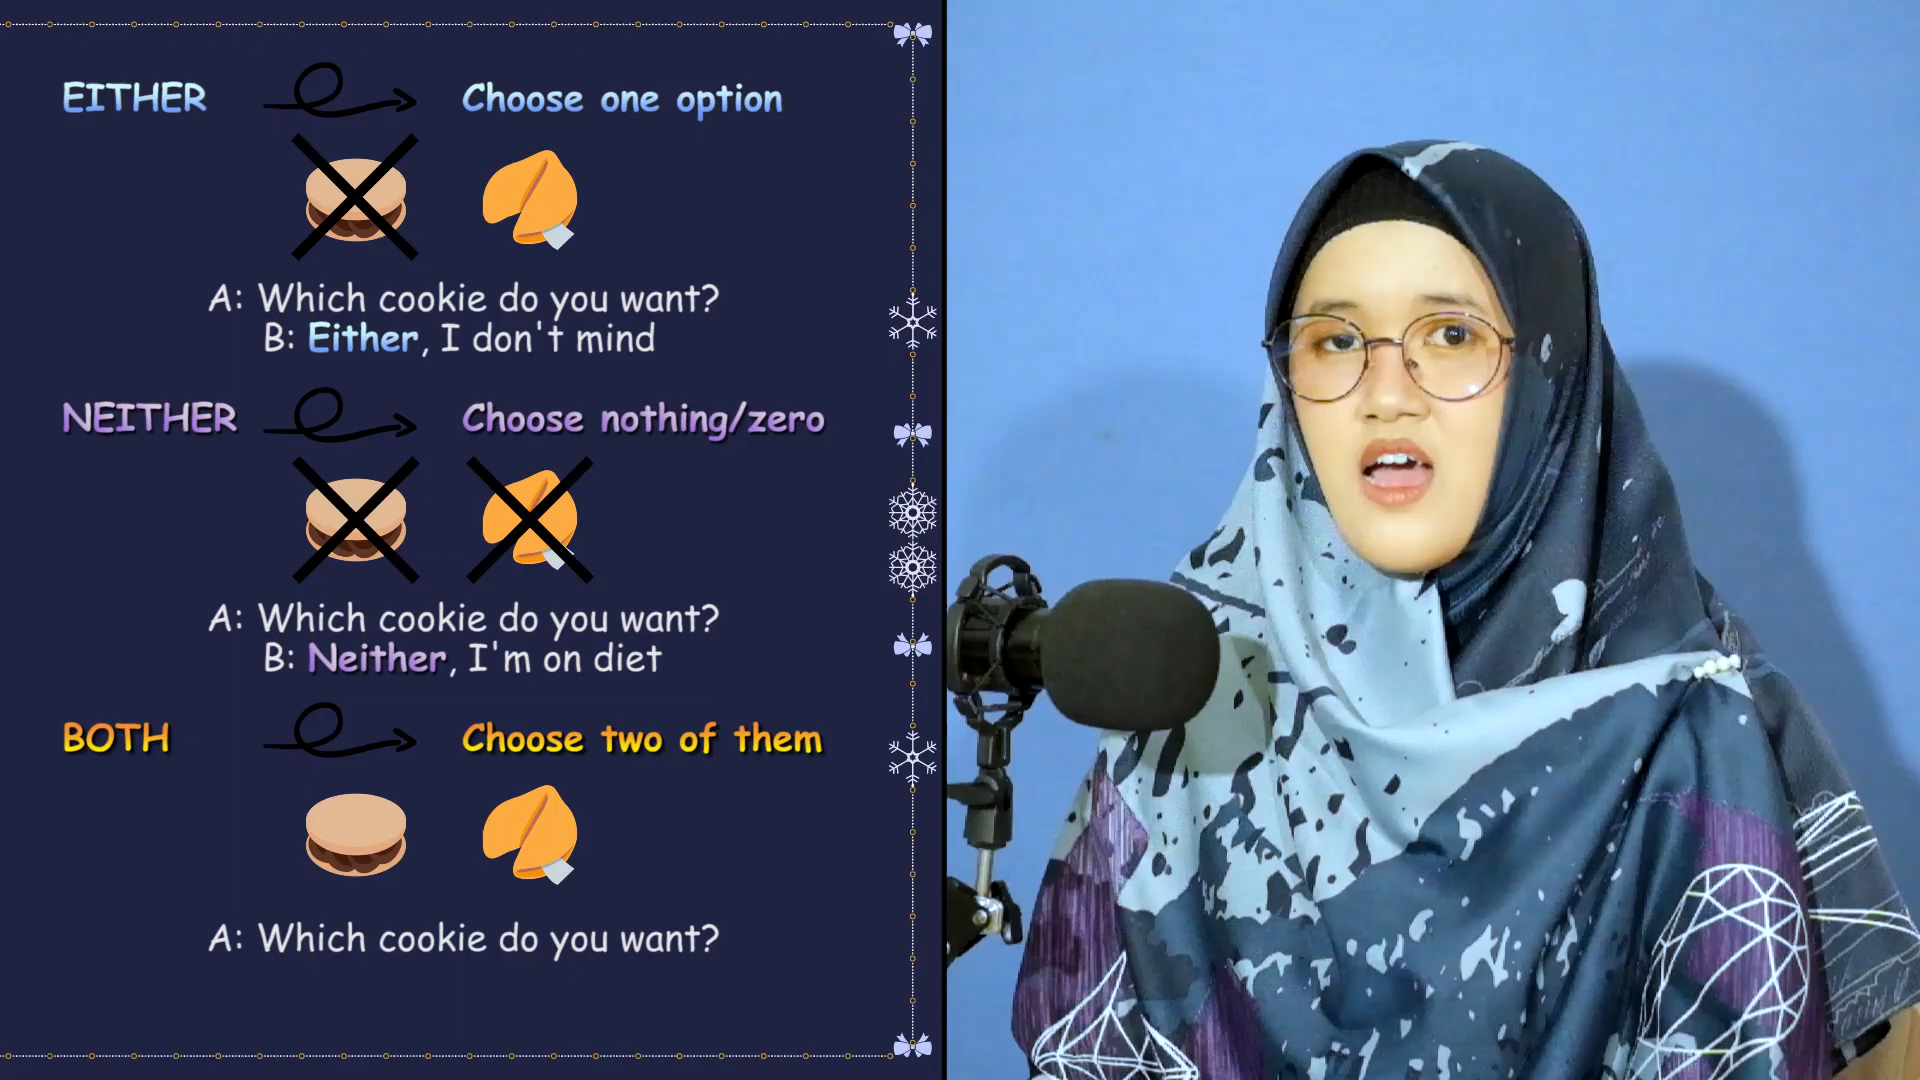 EITHER Choose one option
A: Which cookie do you want?
B: Either, I don't mind
NEITHER Choose nothing/zero
A: Which cookie do you want?
B: Neither, I'm on diet
BOTH Choose two of them
A: Which cookie do you want?